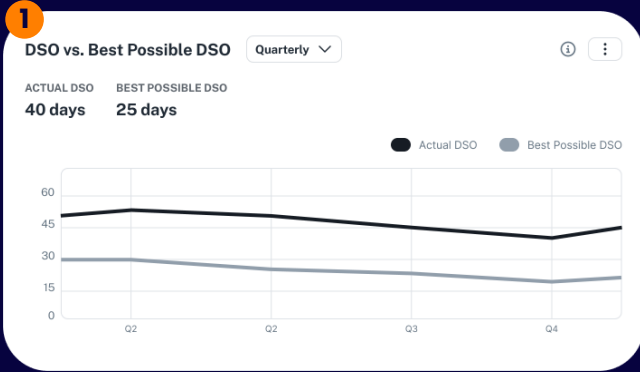 1
DSO vs. Best Possible DSO Quarterly
ACTUAL DSO BEST POSSIBLE DSO
40 days 25 days
Actual DSO Best Possible DSO
60
45
30
15
0
Q2 Q2 Q3 Q4